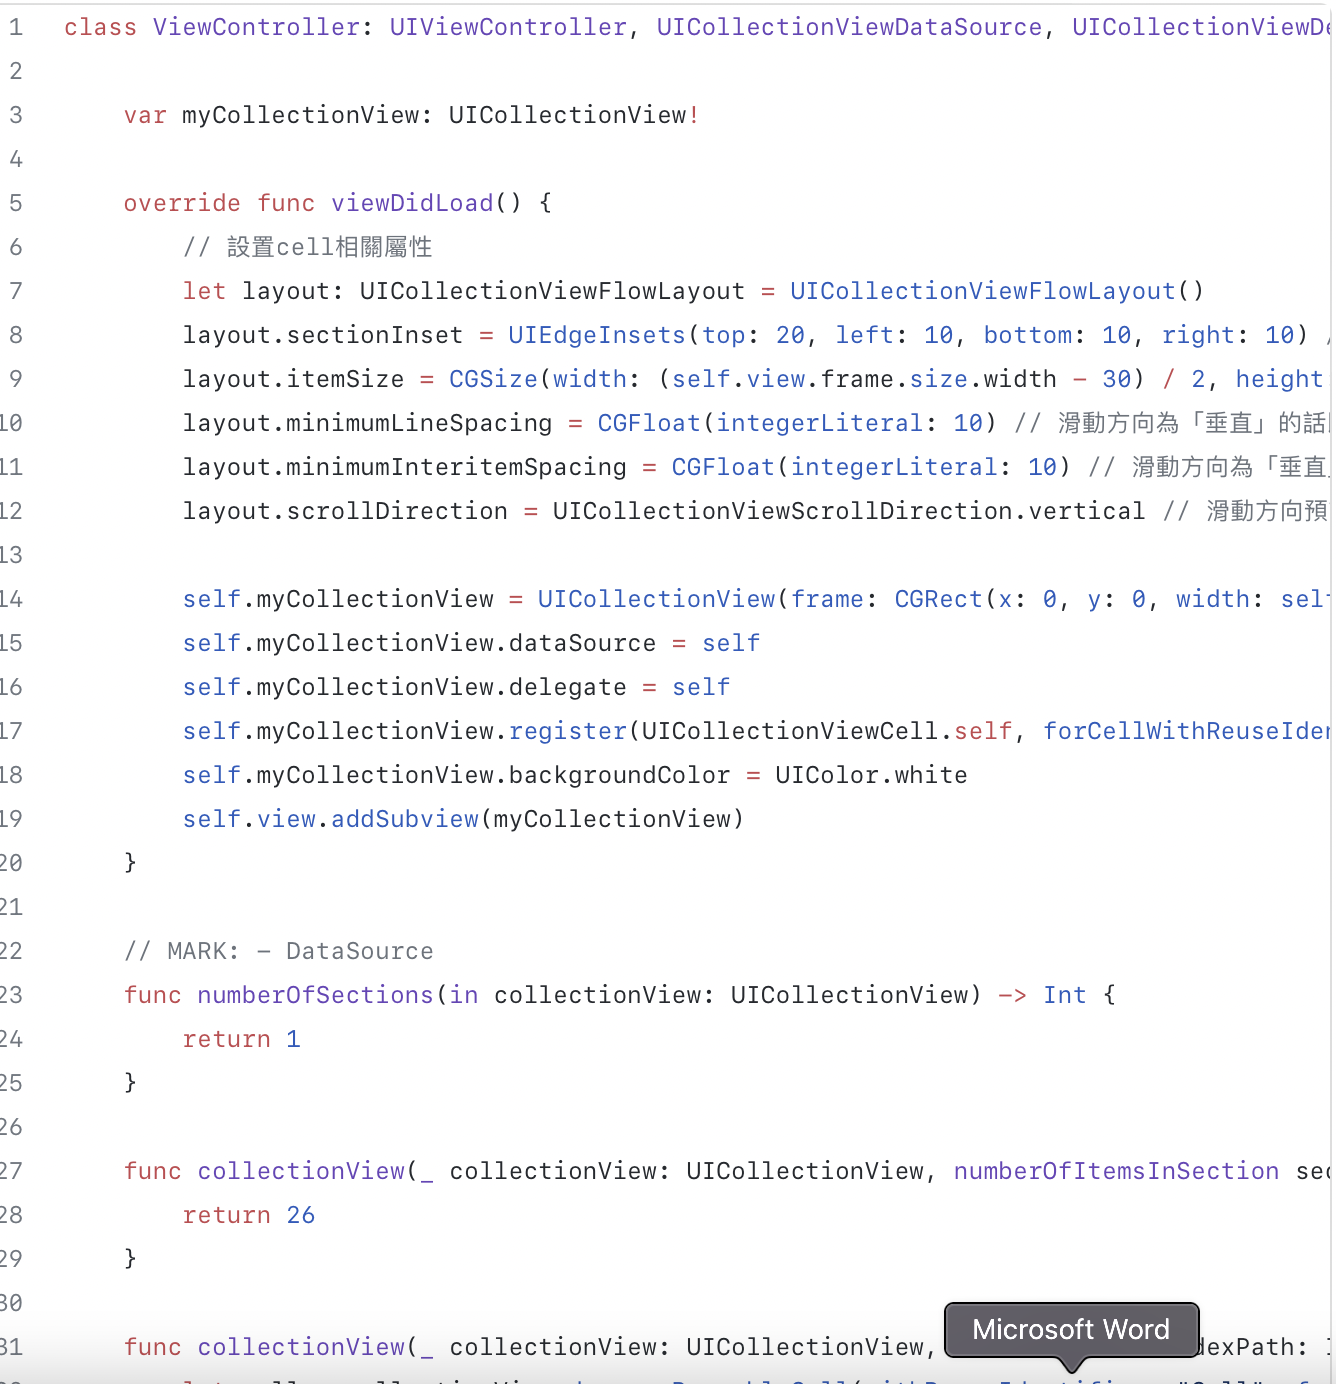 1 class ViewController: UIViewController, UICollectionViewDataSource,
2
3 var myCollectionView: UICollectionView!
4
5 override func viewDidLoad() {
6 // 設置cell相關屬性
7 let layout: UICollectionViewFlowLayout = UICollectionViewFlowLayout()
8 layout.sectionInset = UIEdgeInsets(top: 20, left: 10, bottom: 10, right: 10)
9 layout.itemSize = CGSize(width: (self.view.frame.size.width - 30) / 2, height
10 layout.minimumLineSpacing = CGFloat(integerLiteral: 10) // 滑動方向為「垂直」的話
11 layout.minimumInteritemSpacing = CGFloat(integerLiteral: 10) // 滑動方向為「垂直
12 layout.scrollDirection = UICollectionViewScrollDirection.vertical // 滑動方向預
13
14 self.myCollectionView = UICollectionView(frame: CGRect(x: 0, y: 0, width:
15 self.myCollectionView.dataSource = self
16 self.myCollectionView.delegate = self
17 self.myCollectionView.register(UICollectionViewCell.self,
18 self.myCollectionView.backgroundColor = UIColor.white
19 self.view.addSubview(myCollectionView)
20 }
21
22 // MARK: - DataSource
23 func numberOfSections(in collectionView: UICollectionView) -> Int {
24 return 1
25 }
26
27 func collectionView(_ collectionView: UICollectionView, numberOfItemsInSection
28 return 26
29 }
30
31 func collectionView(_ collectionView: UICollectionView,
Microsoft Word